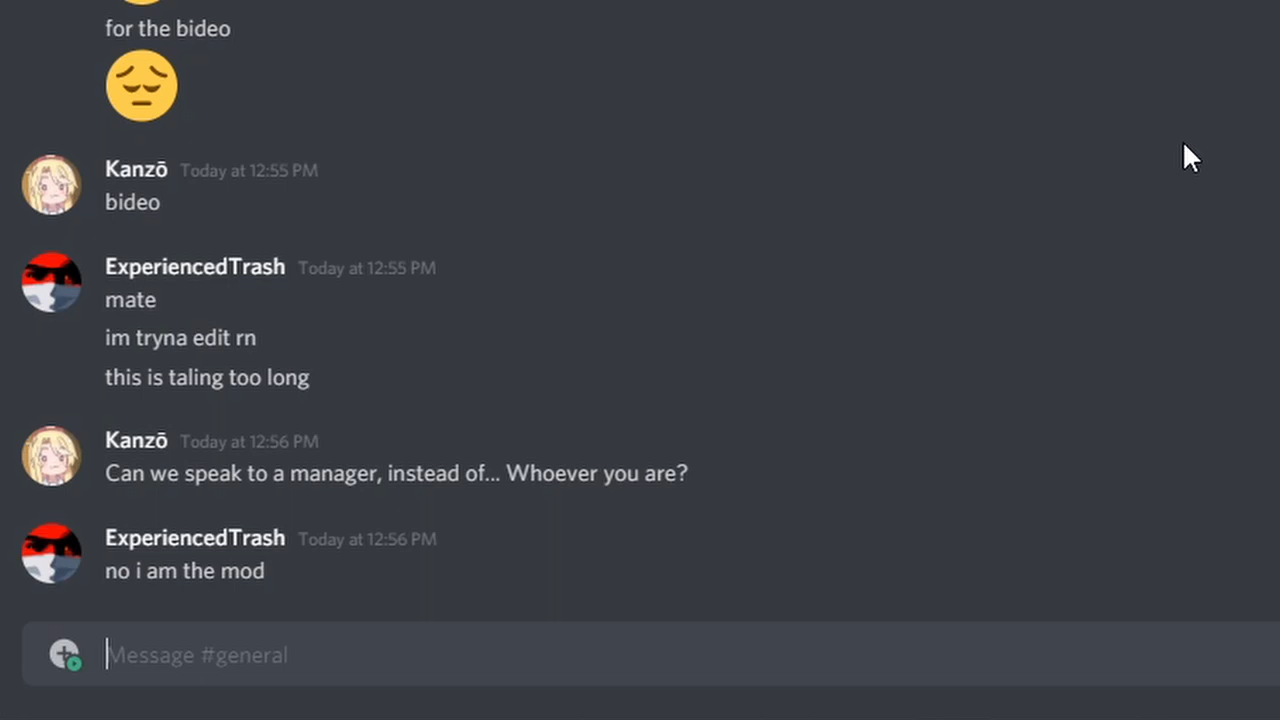 for the bideo
Kanzō Today at 12:55 PM
bideo
ExperiencedTrash Today at 12:55 PM
mate
im tryna edit rn
this is taling too long
Kanzō Today at 12:56 PM
Can we speak to a manager, instead of... Whoever you are?
ExperiencedTrash Today at 12:56 PM
no i am the mod
Message #general